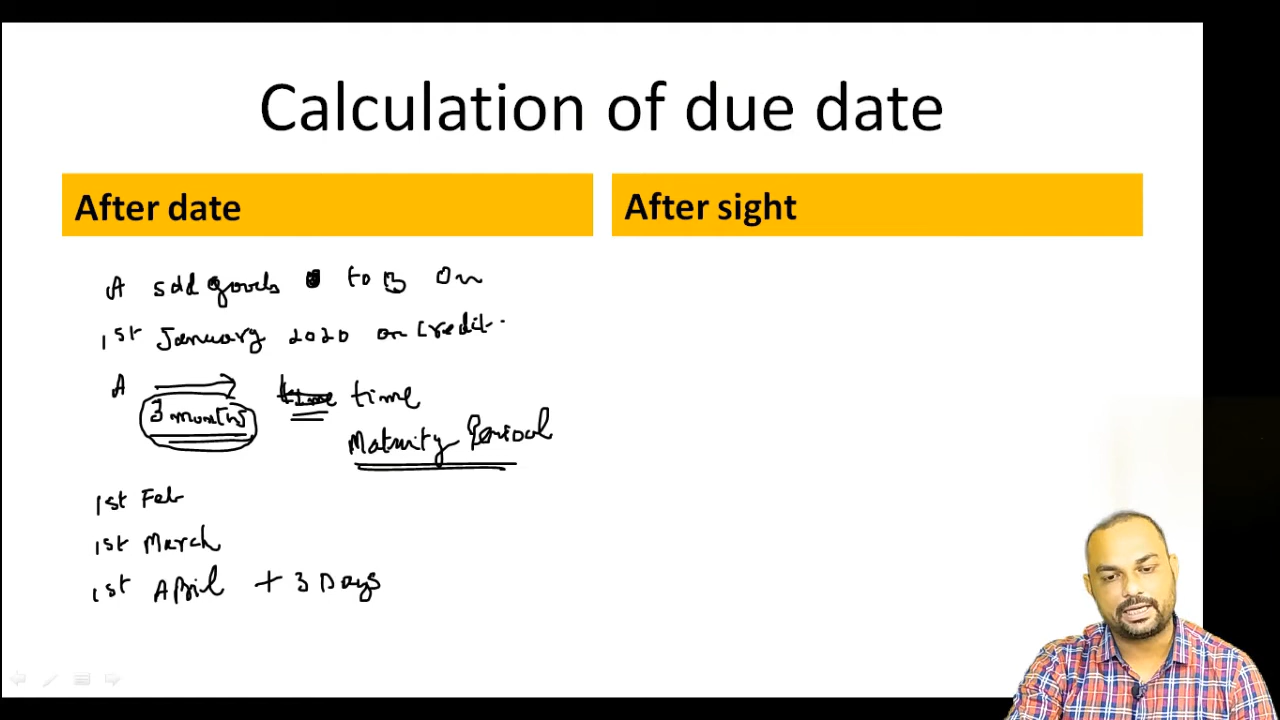 Calculation of due date
After date
After sight
A sold goods to B on
1st January 2020 on Credit.
A
3 months
time
time
Maturity Period
1st Feb
1st March
1st April + 3 Days